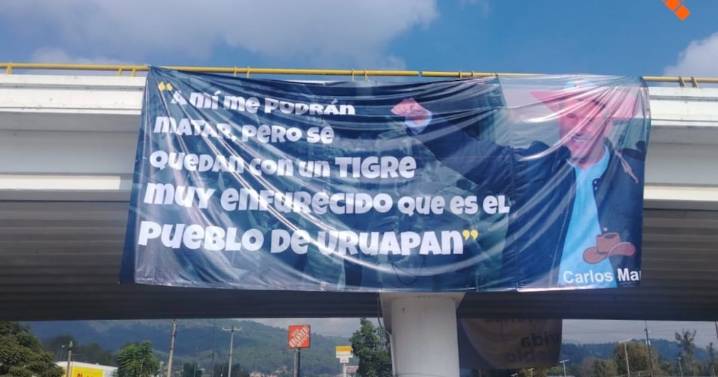 "A mí me podrán
matar, pero se
quedan con un TIGRE
muy enfurecido que es el
pueblo de Uruapan"
Carlos Ma